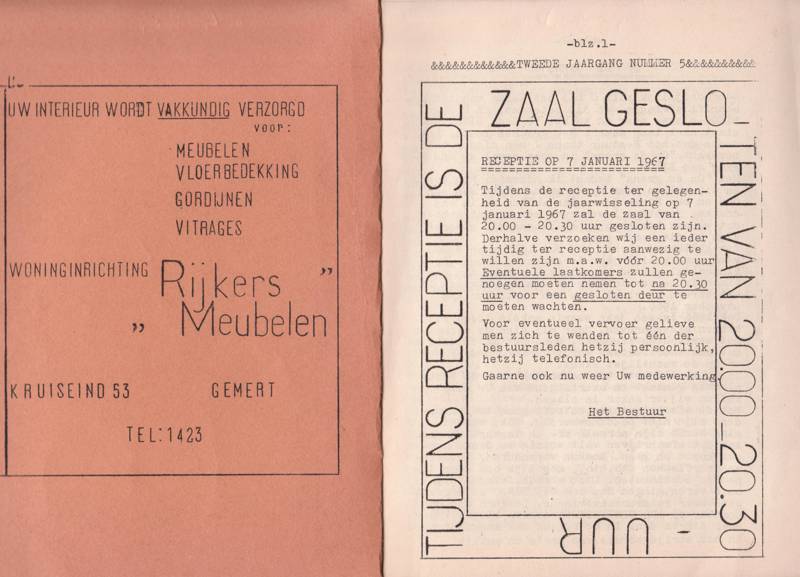 UW INTERIEUR WORDT VAKKUNDIG VERZORGD
voor:
MEUBELEN
VLOERBEDEKKING
GORDIJNEN
VITRAGES
WONINGINRICHTING
„ Rijkers Meubelen ”
KRUISEIND 53 GEMERT
TEL: 1423
-blz.1-
&&&&&&&&&&&&TWEEDE JAARGANG NUMMER 5&&&&&&&&&&
TIJDENS RECEPTIE IS DE
ZAAL GESLO_
TEN VAN 20.00_20.30
- UUR
RECEPTIE OP 7 JANUARI 1967
==========================
Tijdens de receptie ter gelegen-
heid van de jaarwisseling op 7
januari 1967 zal de zaal van
20.00 - 20.30 uur gesloten zijn.
Derhalve verzoeken wij een ieder
tijdig ter receptie aanwezig te
willen zijn m.a.w. vóór 20.00 uur
Eventuele lastkomers zullen ge-
noegen moeten nemen tot na 20.30
uur voor een gesloten deur te
moeten wachten.
Voor eventueel vervoer gelieve
men zich te wenden tot één der
bestuursleden hetzij persoonlijk,
hetzij telefonisch.
Gaarne ook nu weer Uw medewerking.
Het Bestuur